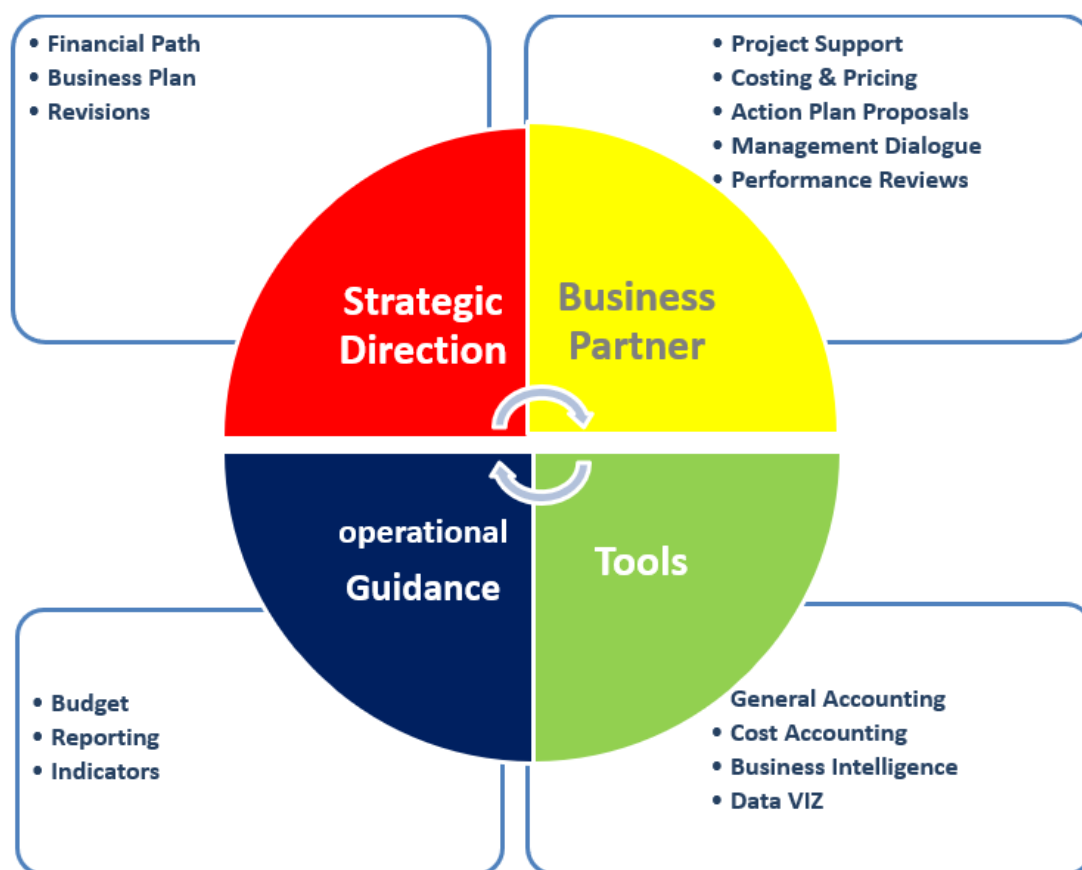 • Financial Path
• Business Plan
• Revisions
• Project Support
• Costing & Pricing
• Action Plan Proposals
• Management Dialogue
• Performance Reviews
Strategic
Direction
Business
Partner
operational
Guidance
Tools
• Budget
• Reporting
• Indicators
General Accounting
• Cost Accounting
• Business Intelligence
• Data VIZ